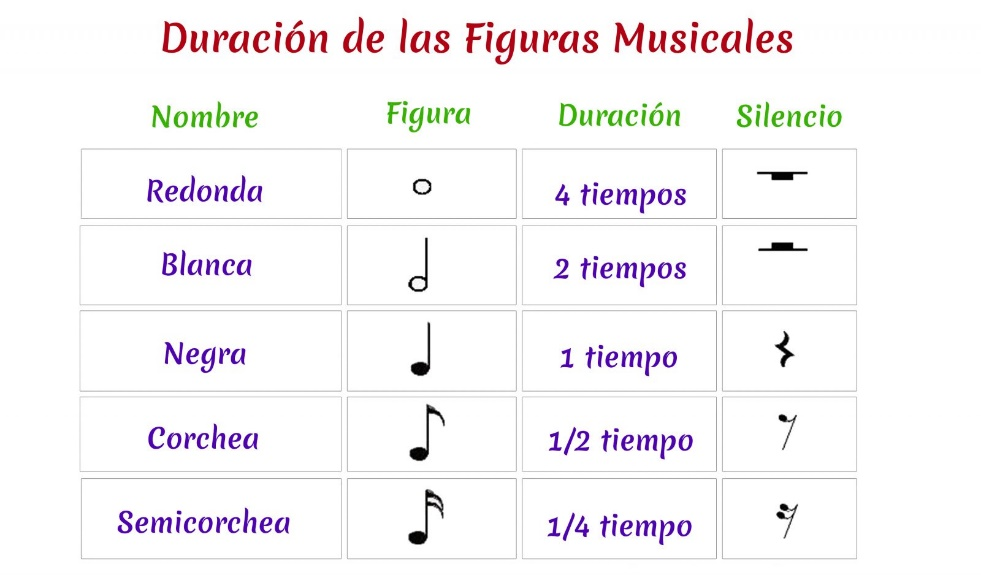 Duración de las Figuras Musicales
Nombre Figura Duración Silencio
Redonda 4 tiempos
Blanca 2 tiempos
Negra 1 tiempo
Corchea 1/2 tiempo
Semicorchea 1/4 tiempo